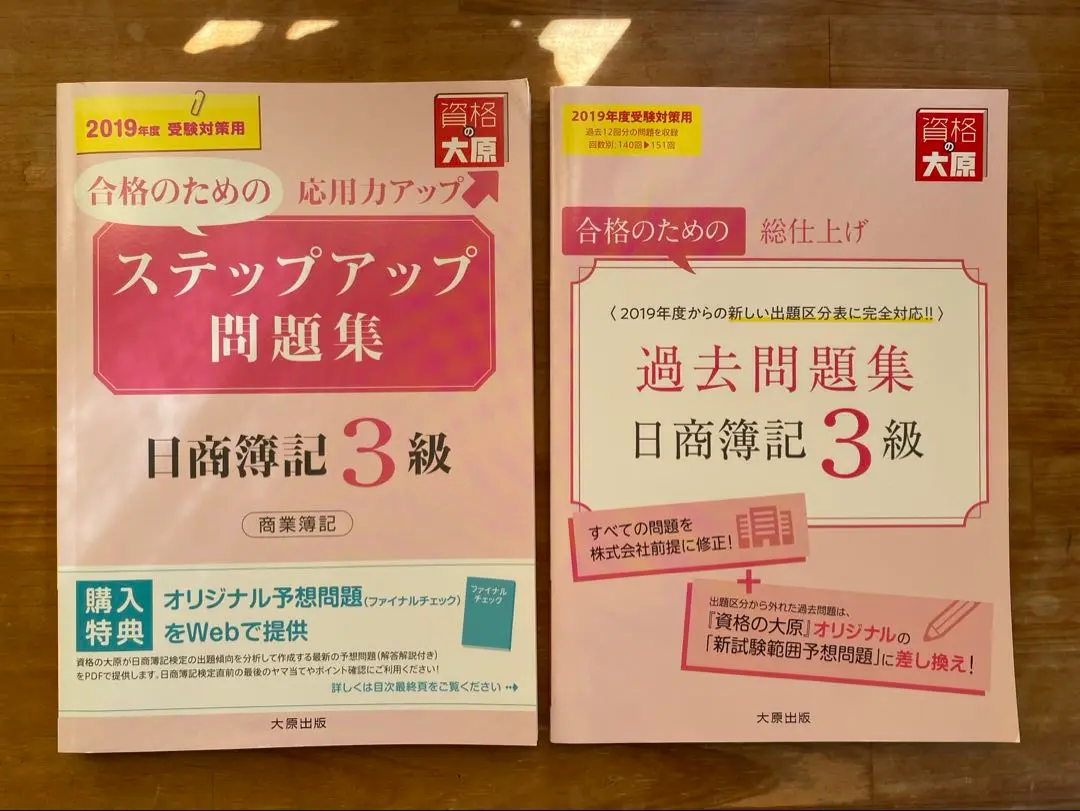 2019年度 受験対策用
資格
の
大原
合格のための 応用力アップ
ステップアップ
問題集
日商簿記3級
商業簿記
購入
特典
オリジナル予想問題(ファイナルチェック)
をWebで提供
ファイナル
チェック
資格の大原が日商簿記検定の出題傾向を分析して作成する最新の予想問題(解答解説付き)
をPDFで提供します。日商簿記検定直前の最後のヤマ当てやポイント確認にご利用ください!
詳しくは目次最終頁をご覧ください
大原出版
2019年度受験対策用
過去12回分の問題を収録
回数別:140回▶151回
資格
の
大原
合格のための 総仕上げ
〈2019年度からの新しい出題区分表に完全対応!!〉
過去問題集
日商簿記3級
すべての問題を
株式会社前提に修正!
+
出題区分から外れた過去問題は、
『資格の大原』オリジナルの
「新試験範囲予想問題」に差し換え!
大原出版